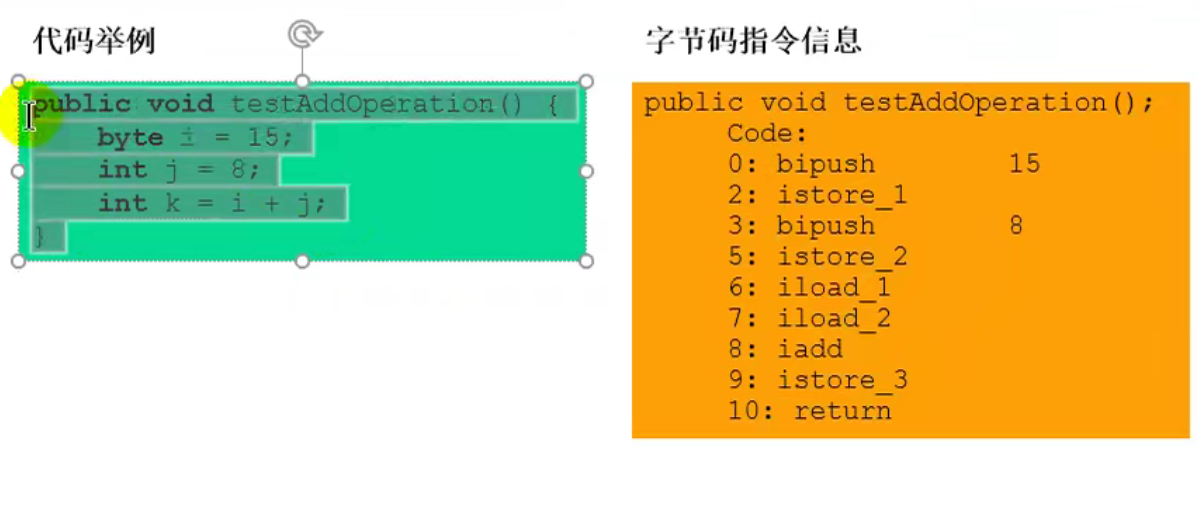 代码举例
public void testAddOperation() {
byte i = 15;
int j = 8;
int k = i + j;
}
字节码指令信息
public void testAddOperation();
Code:
0: bipush 15
2: istore_1
3: bipush 8
5: istore_2
6: iload_1
7: iload_2
8: iadd
9: istore_3
10: return